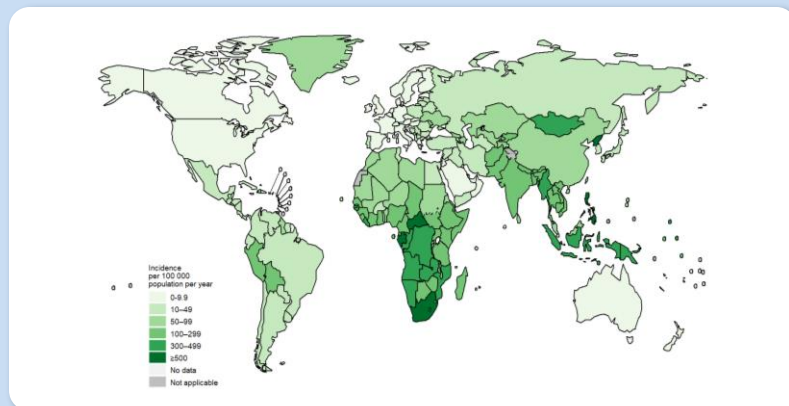 Incidence
per 100 000
population per year
0-9.9
10–49
50–99
100–299
300–499
≥500
No data
Not applicable